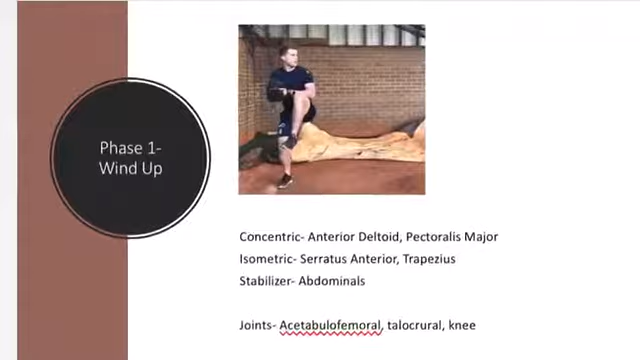 Phase 1-
Wind Up
Concentric- Anterior Deltoid, Pectoralis Major
Isometric- Serratus Anterior, Trapezius
Stabilizer- Abdominals
Joints- Acetabulofemoral, talocrural, knee